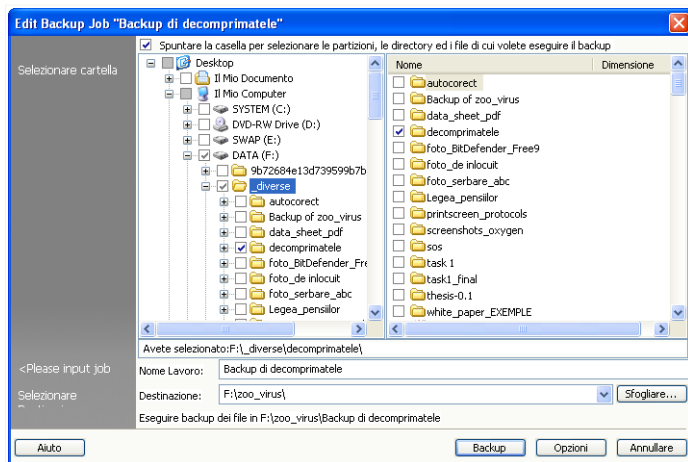 Edit Backup Job "Backup di decomprimatele"
Spuntare la casella per selezionare le partizioni, le directory ed i file di cui volete eseguire il backup
Selezionare cartella
Desktop
Il Mio Documento
Il Mio Computer
SYSTEM (C:)
DVD-RW Drive (D:)
SWAP (E:)
DATA (F:)
9b72684e13d739599b7b
_diverse
autocorect
Backup of zoo_virus
data_sheet_pdf
decomprimatele
foto_BitDefender_Fre
foto_de inlocuit
foto_serbare_abc
Legea_pensiilor
Nome Dimensione
autocorect
Backup of zoo_virus
data_sheet_pdf
decomprimatele
foto_BitDefender_Free9
foto_de inlocuit
foto_serbare_abc
Legea_pensiilor
printscreen_protocols
screenshots_oxygen
sos
task 1
task1_final
thesis-0.1
white_paper_EXEMPLE
Avete selezionato:F:\_diverse\decomprimatele\
<Please input job
Nome Lavoro: Backup di decomprimatele
Selezionare
Destinazione: F:\zoo_virus\ Sfogliare...
Eseguire backup dei file in F:\zoo_virus\Backup di decomprimatele
Aiuto Backup Opzioni Annullare